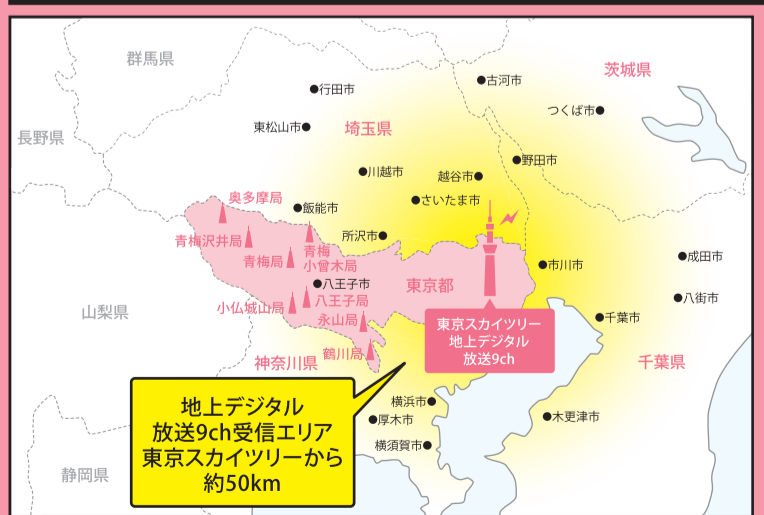 群馬県
古河市
茨城県
行田市
つくば市
長野県
東松山市
埼玉県
野田市
川越市
越谷市
奥多摩局
飯能市
さいたま市
青梅沢井局
所沢市
青梅
小曾木局
青梅局
市川市
成田市
八王子市
東京都
八王子局
八街市
小仏城山局
山梨県
永山局
東京スカイツリー
地上デジタル
放送9ch
千葉市
鶴川局
神奈川県
千葉県
地上デジタル
放送9ch受信エリア
東京スカイツリーから
約50km
横浜市
厚木市
木更津市
横須賀市
静岡県